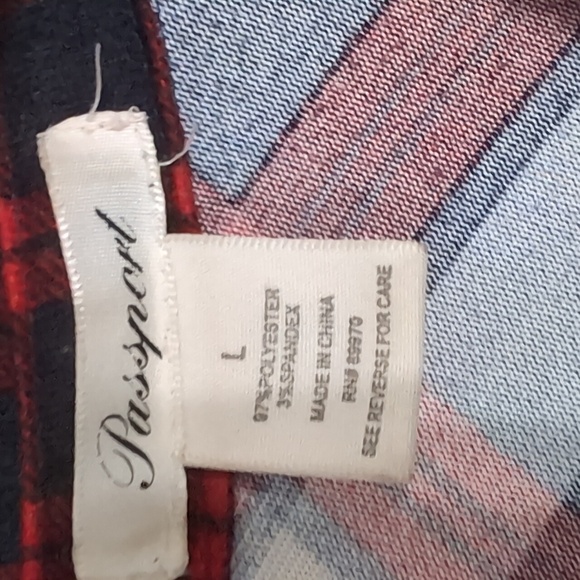 Passport
L
97%POLYESTER
3%SPANDEX
MADE IN CHINA
RN# 89970
SEE REVERSE FOR CARE